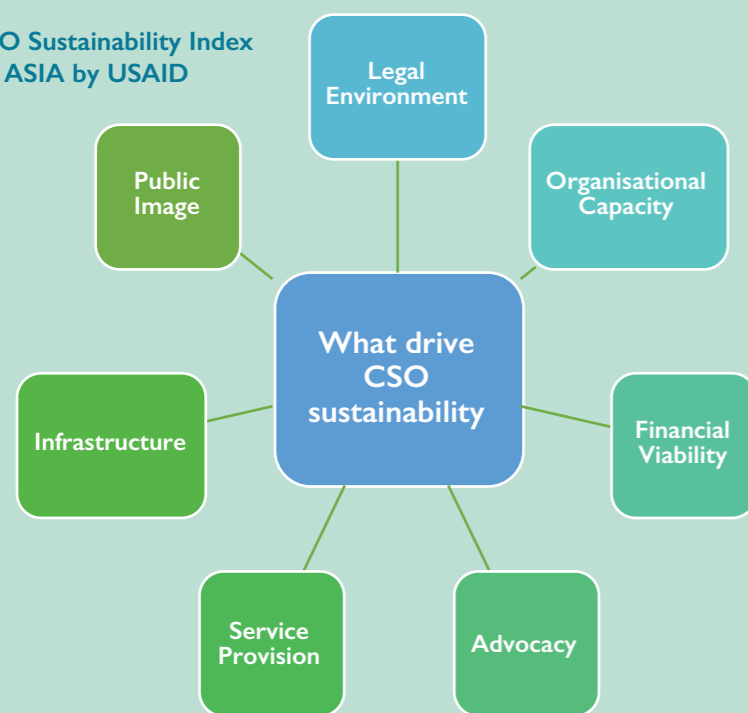 O Sustainability Index
ASIA by USAID
Legal
Environment
Public
Image
Organisational
Capacity
What drive
CSO
sustainability
Infrastructure
Financial
Viability
Service
Provision
Advocacy